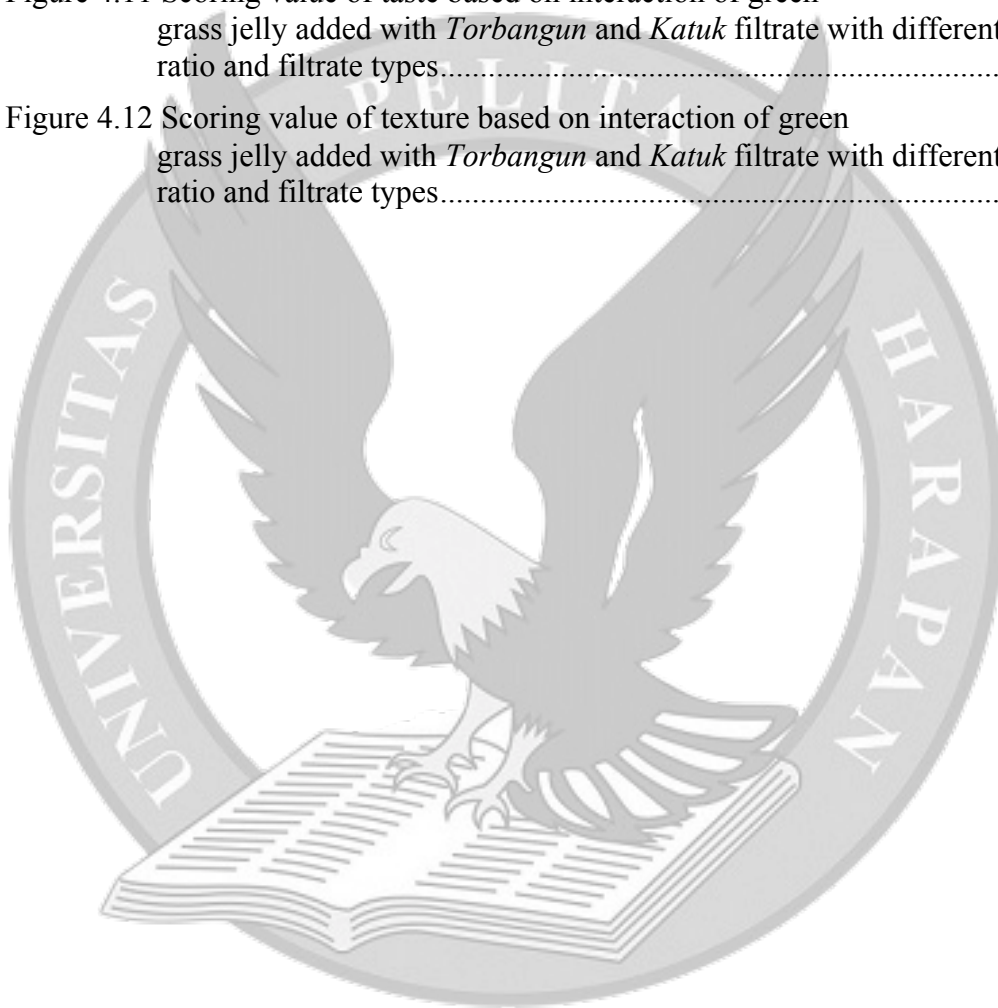 Figure 4.11 Scoring value of taste based on interaction of green
grass jelly added with Torbangun and Katuk filtrate with different
ratio and filtrate types......................................................................
Figure 4.12 Scoring value of texture based on interaction of green
grass jelly added with Torbangun and Katuk filtrate with different
ratio and filtrate types......................................................................
UNIVERSITAS PELITA HARAPAN